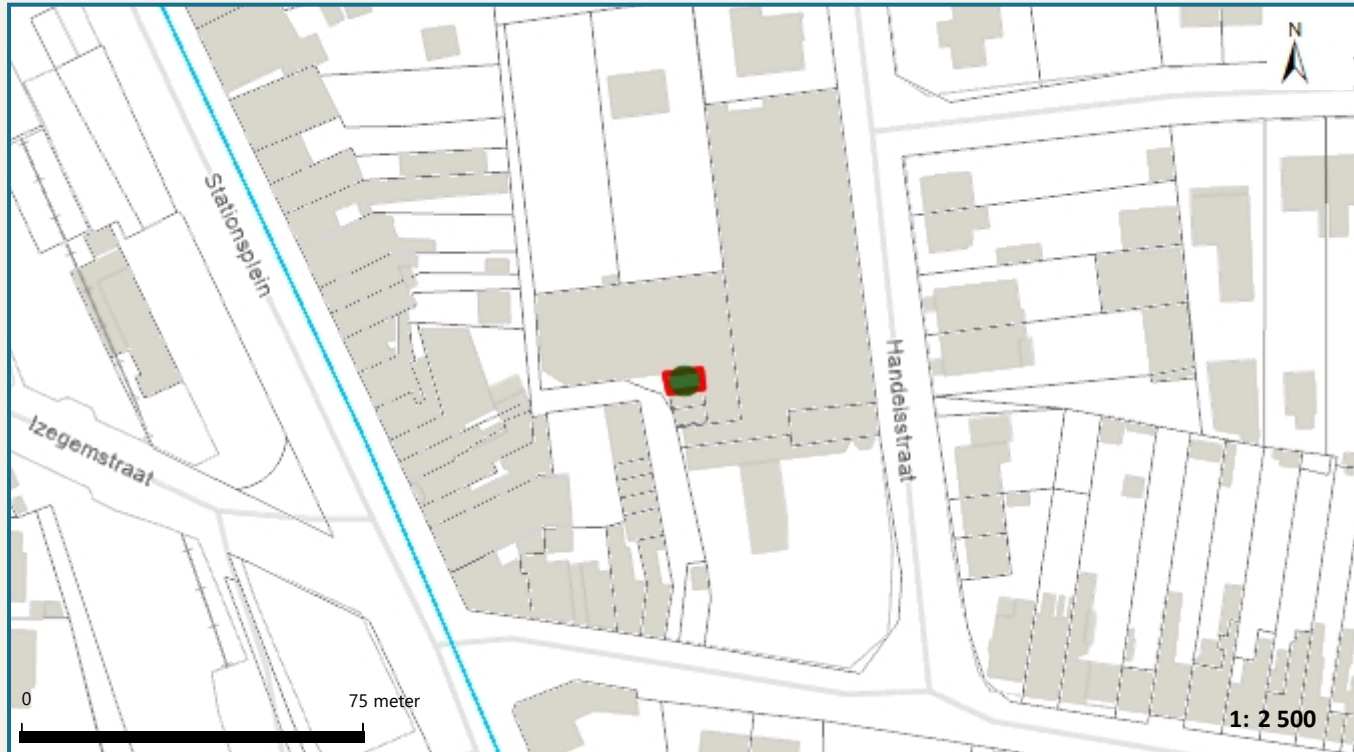 N
Stationsplein
Handelsstraat
Izegemstraat
0 75 meter
1: 2 500